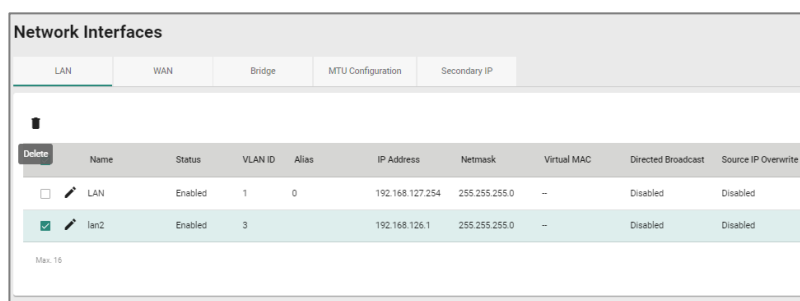 Network Interfaces
LAN WAN Bridge MTU Configuration Secondary IP
Delete
Name Status VLAN ID Alias IP Address Netmask Virtual MAC Directed Broadcast Source IP Overwrite
LAN Enabled 1 0 192.168.127.254 255.255.255.0 -- Disabled Disabled
lan2 Enabled 3 192.168.126.1 255.255.255.0 -- Disabled Disabled
Max. 16